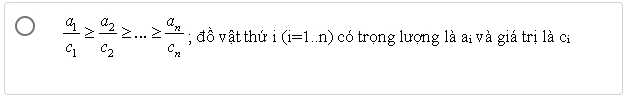 a₁/c₁ ≥ a₂/c₂ ≥ ... ≥ aₙ/cₙ ; đồ vật thứ i (i=1..n) có trọng lượng là aᵢ và giá trị là cᵢ